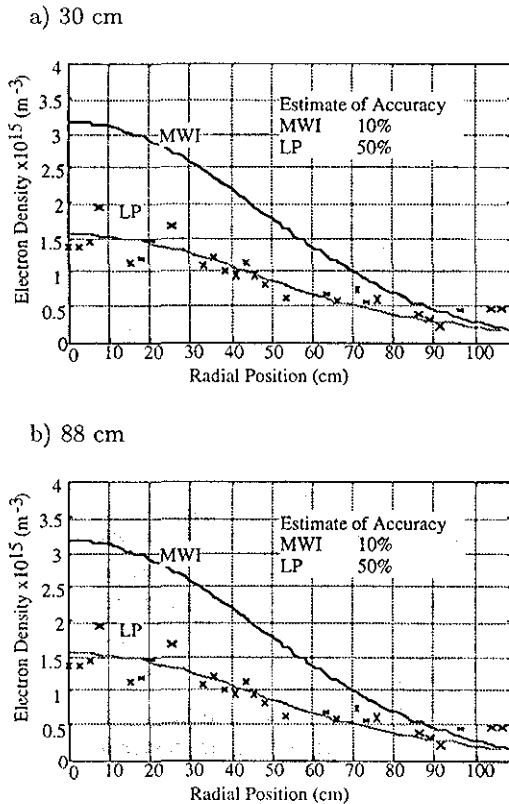 a) 30 cm
Electron Density x10^15 (m^-3)
4
3.5
3
2.5
2
1.5
1
0.5
0
MWI
LP
Estimate of Accuracy
MWI 10%
LP 50%
0 10 20 30 40 50 60 70 80 90 100
Radial Position (cm)
b) 88 cm
Electron Density x10^15 (m^-3)
4
3.5
3
2.5
2
1.5
1
0.5
0
MWI
LP
Estimate of Accuracy
MWI 10%
LP 50%
0 10 20 30 40 50 60 70 80 90 100
Radial Position (cm)